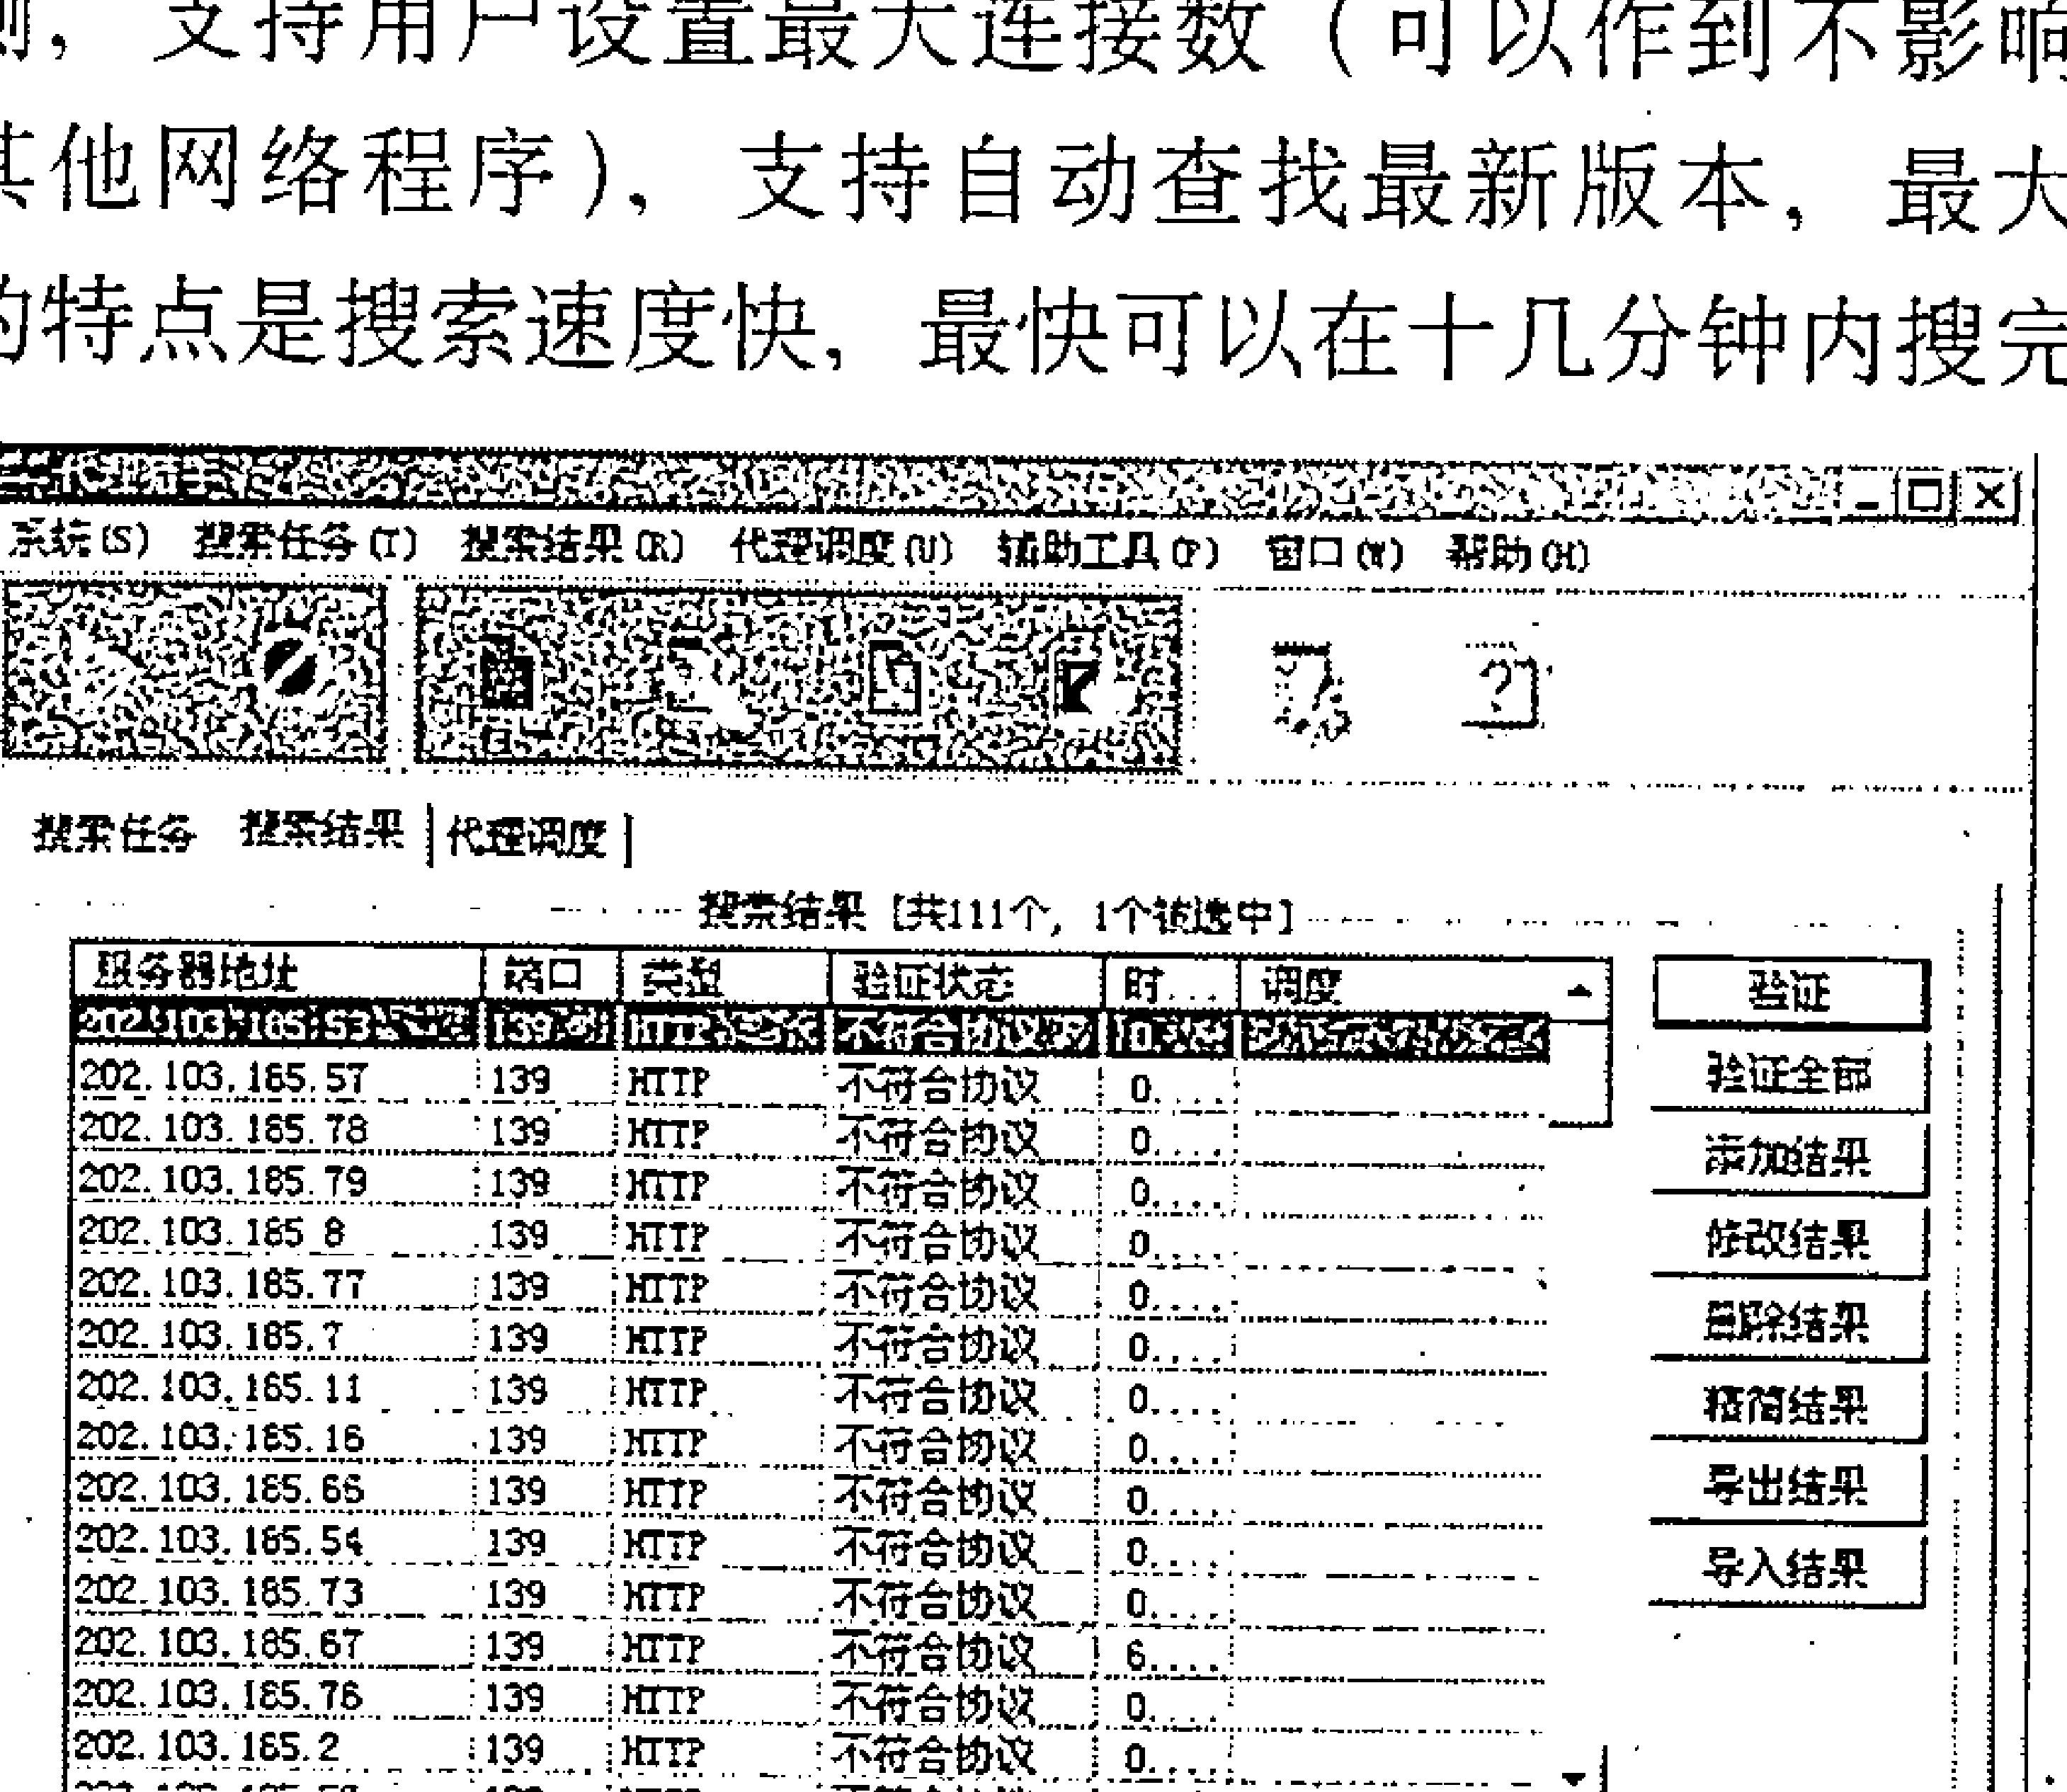 测，支持用户设置最大连接数（可以作到不影响
其他网络程序），支持自动查找最新版本，最大
的特点是搜索速度快，最快可以在十几分钟内搜完
系统(S) 搜索任务(T) 搜索结果(R) 代理调度(U) 辅助工具(P) 窗口(W) 帮助(H)
搜索任务 搜索结果 代理调度
搜索结果 [共111个, 1个被选中]
服务器地址 端口 类型 验证状态 时... 调度
202.103.165.53 139 HTTP 不符合协议
202.103.165.57 139 HTTP 不符合协议 0....
202.103.165.78 139 HTTP 不符合协议 0....
202.103.165.79 139 HTTP 不符合协议 0....
202.103.165.8 139 HTTP 不符合协议 0....
202.103.165.77 139 HTTP 不符合协议 0....
202.103.165.7 139 HTTP 不符合协议 0....
202.103.165.11 139 HTTP 不符合协议 0....
202.103.165.16 139 HTTP 不符合协议 0....
202.103.165.66 139 HTTP 不符合协议 0....
202.103.165.54 139 HTTP 不符合协议 0....
202.103.165.73 139 HTTP 不符合协议 0....
202.103.165.67 139 HTTP 不符合协议 6....
202.103.165.76 139 HTTP 不符合协议 0....
202.103.165.2 139 HTTP 不符合协议 0....
验证
验证全部
添加结果
修改结果
删除结果
精简结果
导出结果
导入结果